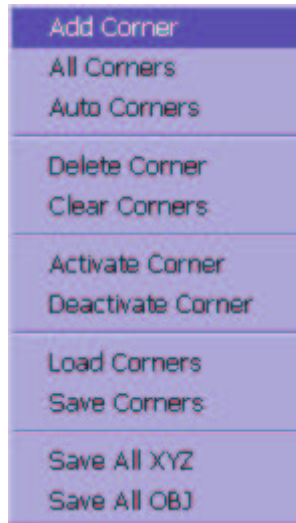 Add Corner
All Corners
Auto Corners
Delete Corner
Clear Corners
Activate Corner
Deactivate Corner
Load Corners
Save Corners
Save All XYZ
Save All OBJ